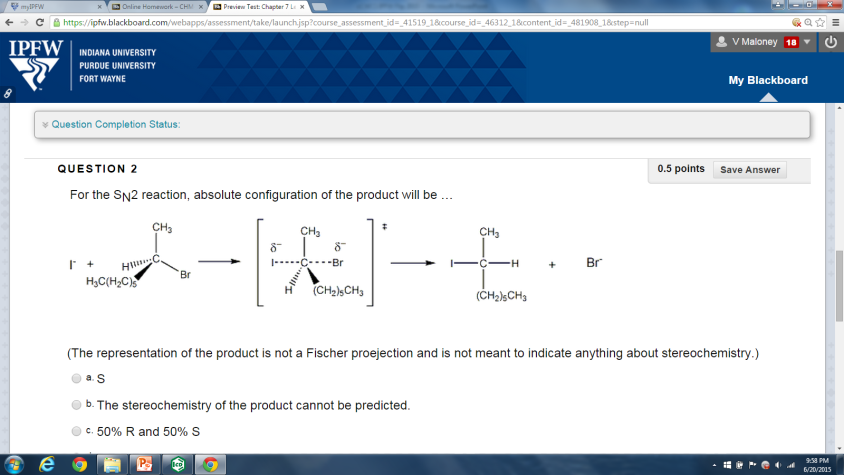 myIPFW
Online Homework – CHM
Preview Test: Chapter 7 Le
https://ipfw.blackboard.com/webapps/assessment/take/launch.jsp?course_assessment_id=_41519_1&course_id=_46312_1&content_id=_481908_1&step=null
IPFW
INDIANA UNIVERSITY
PURDUE UNIVERSITY
FORT WAYNE
V Maloney 18
My Blackboard
Question Completion Status:
QUESTION 2
0.5 points Save Answer
For the SN2 reaction, absolute configuration of the product will be …
CH3
I- +
H
C
Br
H3C(H2C)5
CH3
δ- δ-
I-----C----Br
H (CH2)5CH3
‡
CH3
I—C—H + Br-
(CH2)5CH3
(The representation of the product is not a Fischer proejection and is not meant to indicate anything about stereochemistry.)
a. S
b. The stereochemistry of the product cannot be predicted.
c. 50% R and 50% S
9:58 PM
6/20/2015